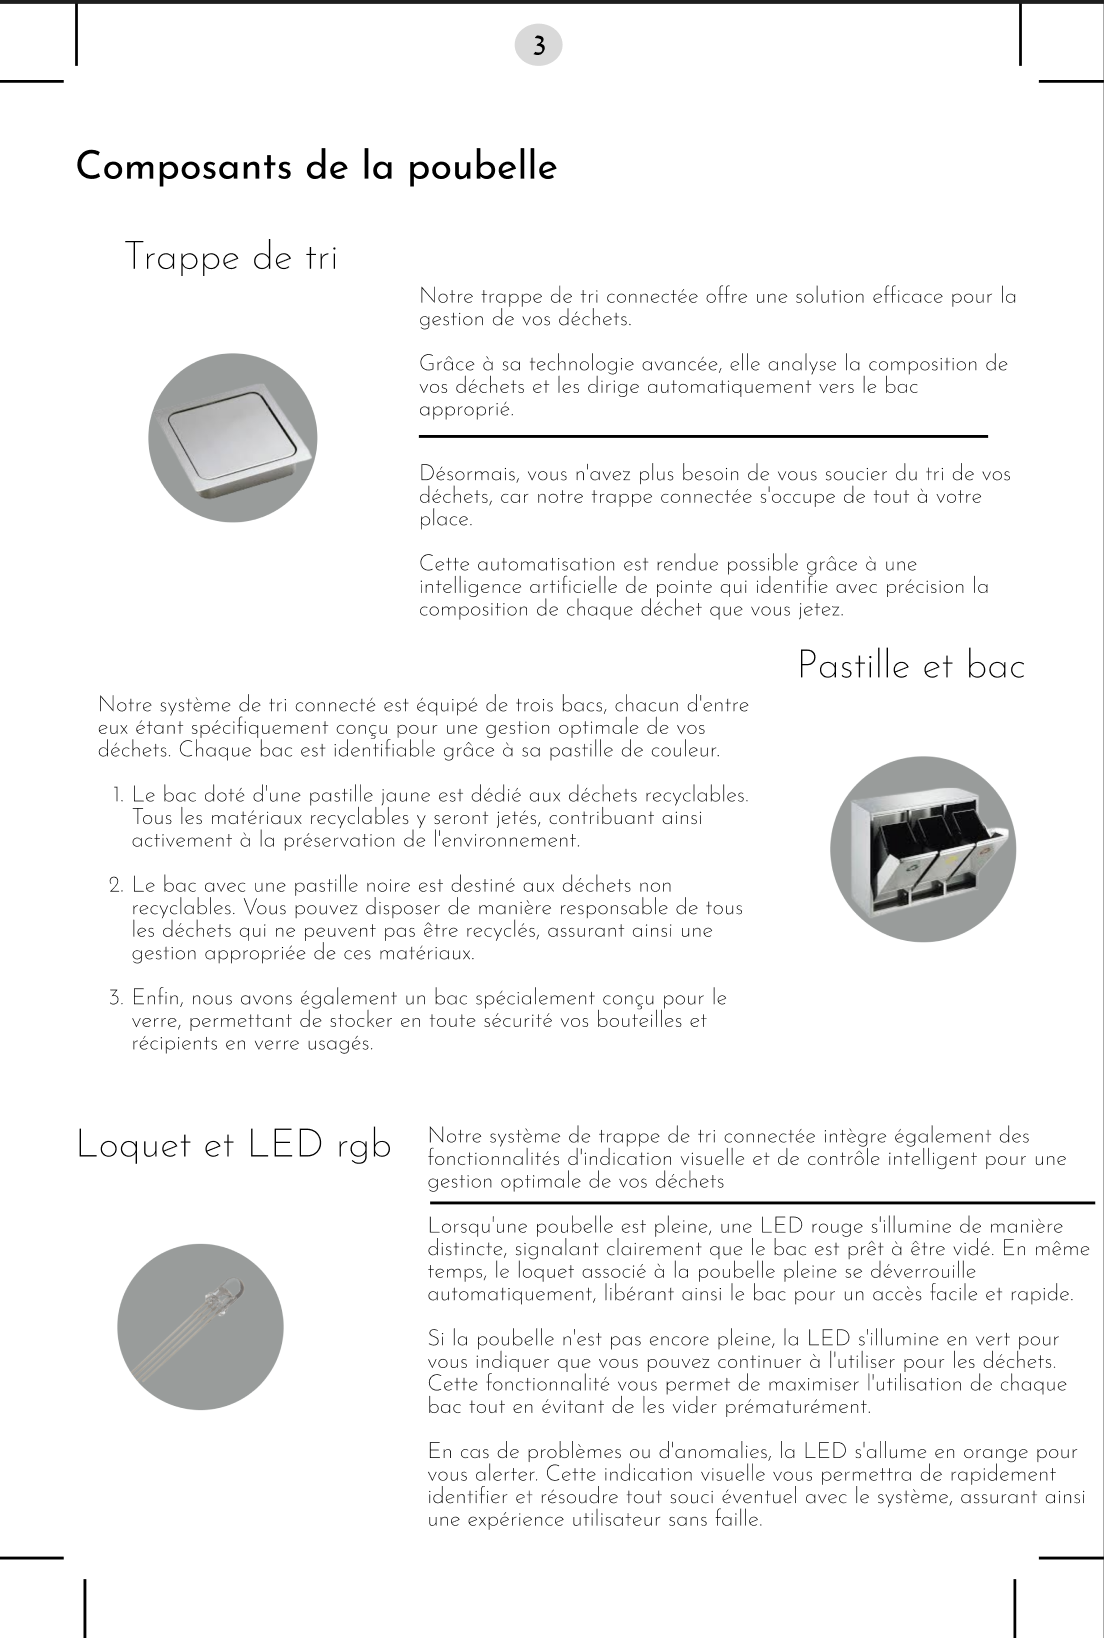 3
Composants de la poubelle
Trappe de tri
Notre trappe de tri connectée offre une solution efficace pour la
gestion de vos déchets.
Grâce à sa technologie avancée, elle analyse la composition de
vos déchets et les dirige automatiquement vers le bac
approprié.
Désormais, vous n'avez plus besoin de vous soucier du tri de vos
déchets, car notre trappe connectée s'occupe de tout à votre
place.
Cette automatisation est rendue possible grâce à une
intelligence artificielle de pointe qui identifie avec précision la
composition de chaque déchet que vous jetez.
Pastille et bac
Notre système de tri connecté est équipé de trois bacs, chacun d'entre
eux étant spécifiquement conçu pour une gestion optimale de vos
déchets. Chaque bac est identifiable grâce à sa pastille de couleur.
1. Le bac doté d'une pastille jaune est dédié aux déchets recyclables.
Tous les matériaux recyclables y seront jetés, contribuant ainsi
activement à la préservation de l'environnement.
2. Le bac avec une pastille noire est destiné aux déchets non
recyclables. Vous pouvez disposer de manière responsable de tous
les déchets qui ne peuvent pas être recyclés, assurant ainsi une
gestion appropriée de ces matériaux.
3. Enfin, nous avons également un bac spécialement conçu pour le
verre, permettant de stocker en toute sécurité vos bouteilles et
récipients en verre usagés.
Loquet et LED rgb
Notre système de trappe de tri connectée intègre également des
fonctionnalités d'indication visuelle et de contrôle intelligent pour une
gestion optimale de vos déchets
Lorsqu'une poubelle est pleine, une LED rouge s'illumine de manière
distincte, signalant clairement que le bac est prêt à être vidé. En même
temps, le loquet associé à la poubelle pleine se déverrouille
automatiquement, libérant ainsi le bac pour un accès facile et rapide.
Si la poubelle n'est pas encore pleine, la LED s'illumine en vert pour
vous indiquer que vous pouvez continuer à l'utiliser pour les déchets.
Cette fonctionnalité vous permet de maximiser l'utilisation de chaque
bac tout en évitant de les vider prématurément.
En cas de problèmes ou d'anomalies, la LED s'allume en orange pour
vous alerter. Cette indication visuelle vous permettra de rapidement
identifier et résoudre tout souci éventuel avec le système, assurant ainsi
une expérience utilisateur sans faille.